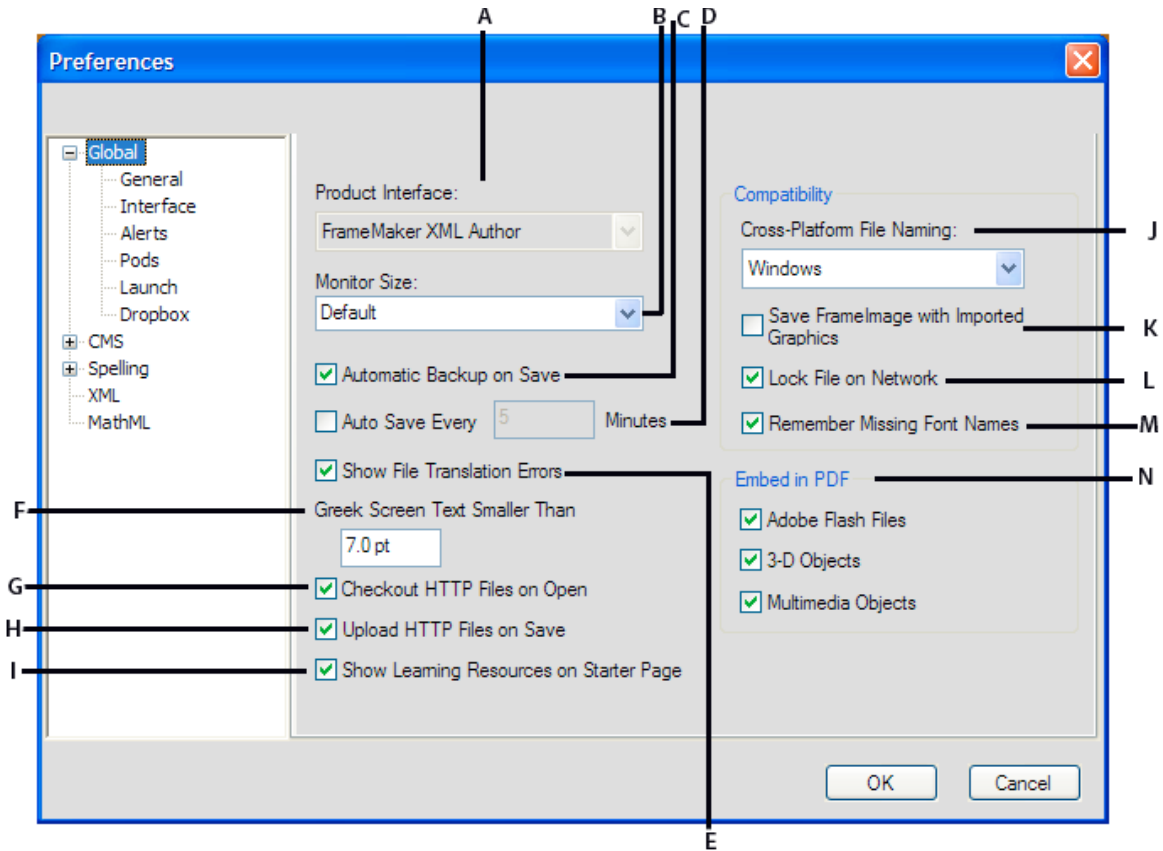 A
B
C
D
Preferences
Global
General
Interface
Alerts
Pods
Launch
Dropbox
CMS
Spelling
XML
MathML
Product Interface:
FrameMaker XML Author
Monitor Size:
Default
Automatic Backup on Save
Auto Save Every 5 Minutes
Show File Translation Errors
F
Greek Screen Text Smaller Than
7.0 pt
G
Checkout HTTP Files on Open
H
Upload HTTP Files on Save
I
Show Learning Resources on Starter Page
Compatibility
Cross-Platform File Naming:
J
Windows
Save FrameImage with Imported
Graphics
K
Lock File on Network
L
Remember Missing Font Names
M
Embed in PDF
N
Adobe Flash Files
3-D Objects
Multimedia Objects
OK
Cancel
E